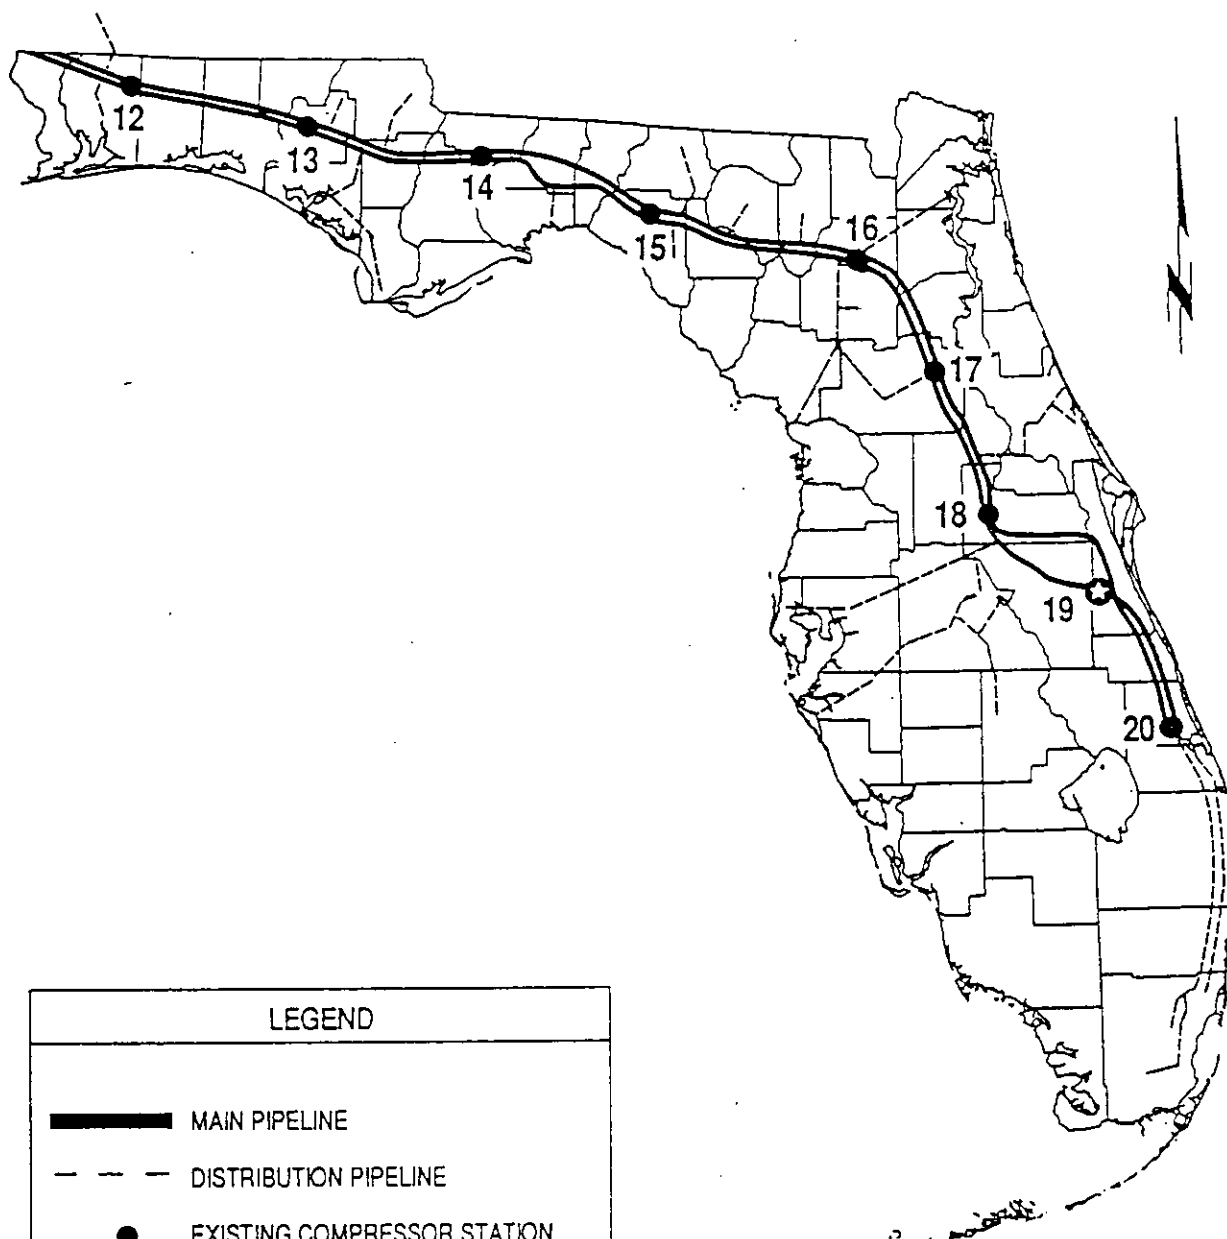 12
13
14
15
16
17
18
19
20
LEGEND
MAIN PIPELINE
DISTRIBUTION PIPELINE
EXISTING COMPRESSOR STATION